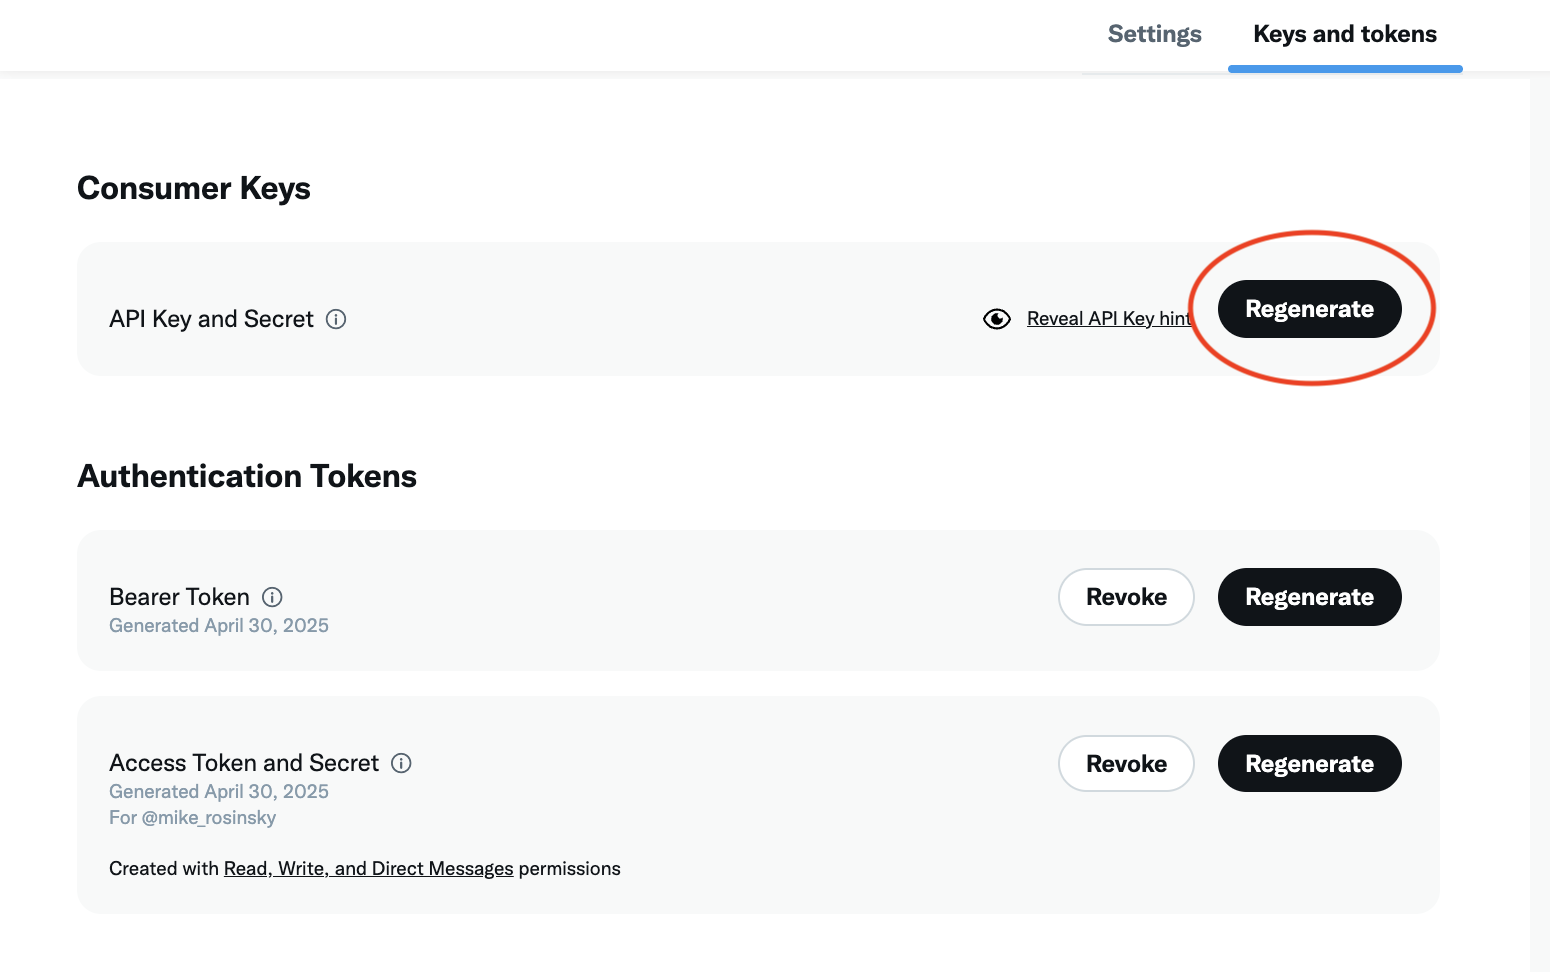 Settings
Keys and tokens
Consumer Keys
API Key and Secret
Reveal API Key hint
Regenerate
Authentication Tokens
Bearer Token
Generated April 30, 2025
Revoke
Regenerate
Access Token and Secret
Generated April 30, 2025
For @mike_rosinsky
Revoke
Regenerate
Created with Read, Write, and Direct Messages permissions